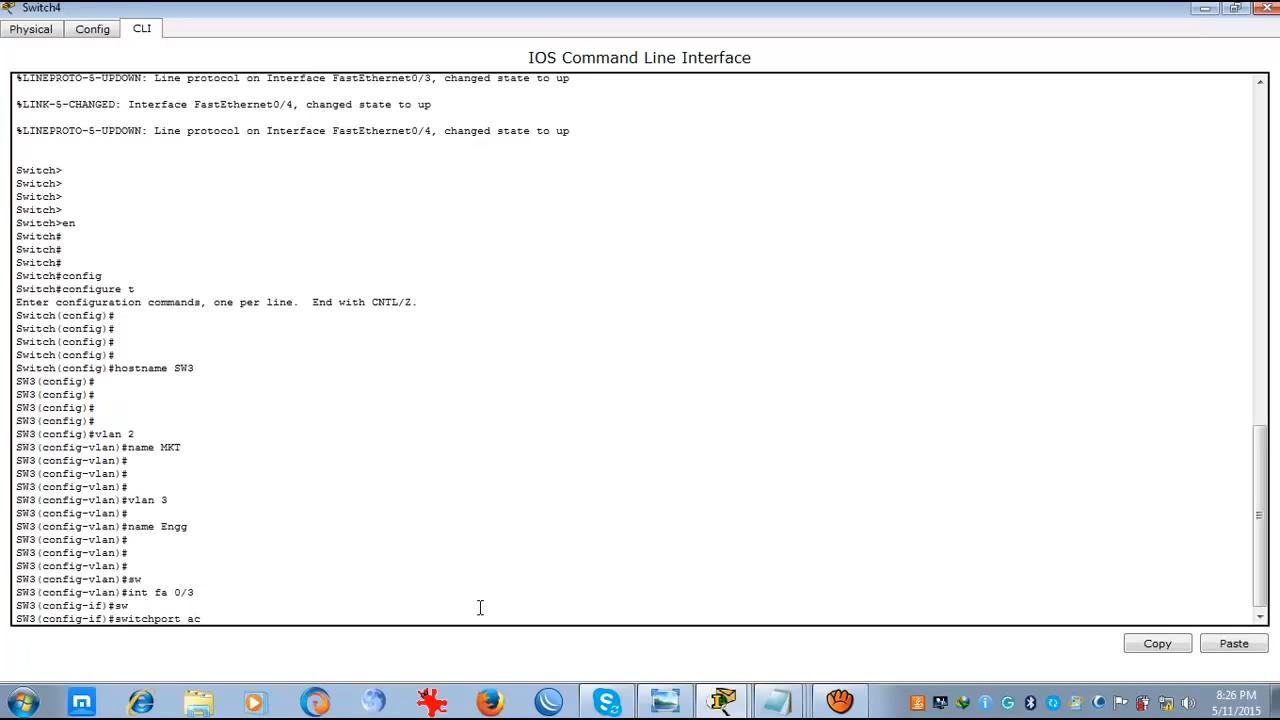 Switch4
Physical
Config
CLI
IOS Command Line Interface
%LINEPROTO-5-UPDOWN: Line protocol on Interface FastEthernet0/3, changed state to up
%LINK-5-CHANGED: Interface FastEthernet0/4, changed state to up
%LINEPROTO-5-UPDOWN: Line protocol on Interface FastEthernet0/4, changed state to up
Switch>
Switch>
Switch>
Switch>
Switch>en
Switch#
Switch#
Switch#
Switch#config
Switch#configure t
Enter configuration commands, one per line.  End with CNTL/Z.
Switch(config)#
Switch(config)#
Switch(config)#
Switch(config)#
Switch(config)#hostname SW3
SW3(config)#
SW3(config)#
SW3(config)#
SW3(config)#
SW3(config)#vlan 2
SW3(config-vlan)#name MKT
SW3(config-vlan)#
SW3(config-vlan)#
SW3(config-vlan)#
SW3(config-vlan)#vlan 3
SW3(config-vlan)#
SW3(config-vlan)#name Engg
SW3(config-vlan)#
SW3(config-vlan)#
SW3(config-vlan)#
SW3(config-vlan)#sw
SW3(config-vlan)#int fa 0/3
SW3(config-if)#sw
SW3(config-if)#switchport ac
Copy
Paste
8:26 PM
5/11/2015